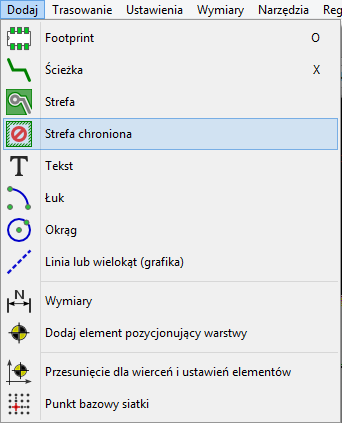 Dodaj Trasowanie Ustawienia Wymiary Narzędzia Reg
Footprint O
Ścieżka X
Strefa
Strefa chroniona
T Tekst
Łuk
Okrąg
Linia lub wielokąt (grafika)
N Wymiary
Dodaj element pozycjonujący warstwy
Przesunięcie dla wierceń i ustawień elementów
Punkt bazowy siatki